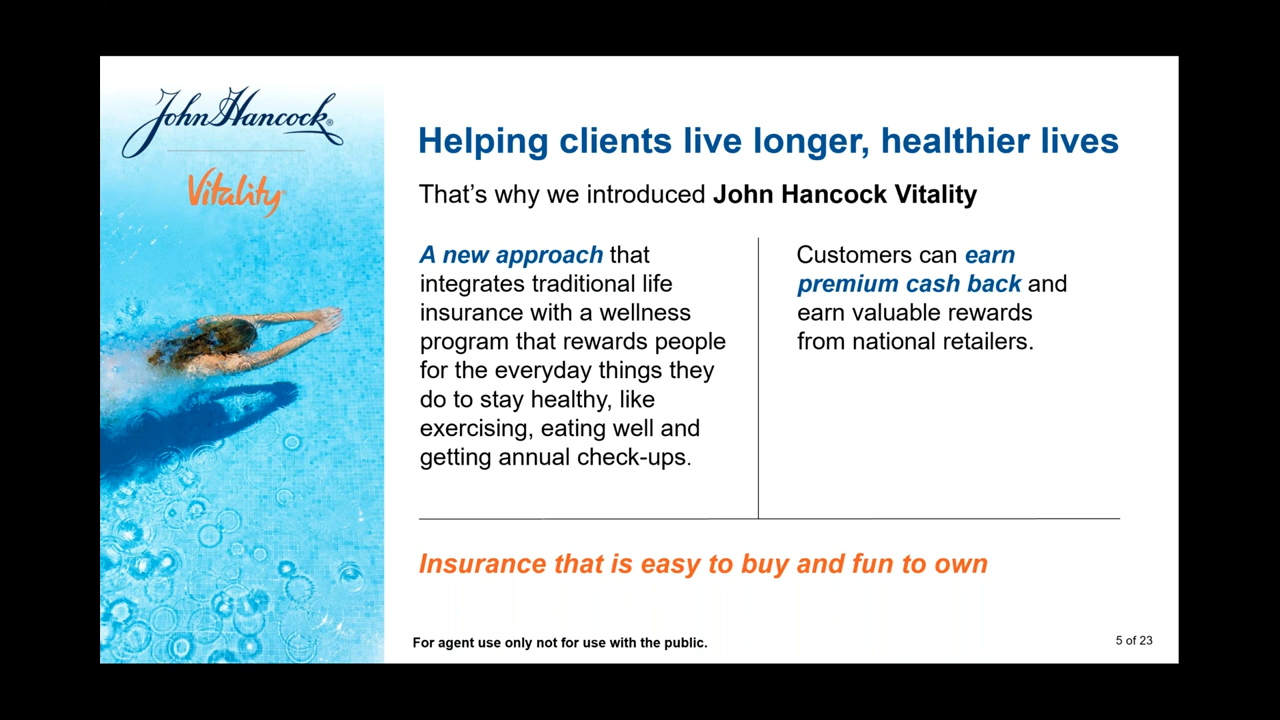 John Hancock®
Vitality®
Helping clients live longer, healthier lives
That's why we introduced John Hancock Vitality
A new approach that
integrates traditional life
insurance with a wellness
program that rewards people
for the everyday things they
do to stay healthy, like
exercising, eating well and
getting annual check-ups.
Customers can earn
premium cash back and
earn valuable rewards
from national retailers.
Insurance that is easy to buy and fun to own
For agent use only not for use with the public.
5 of 23